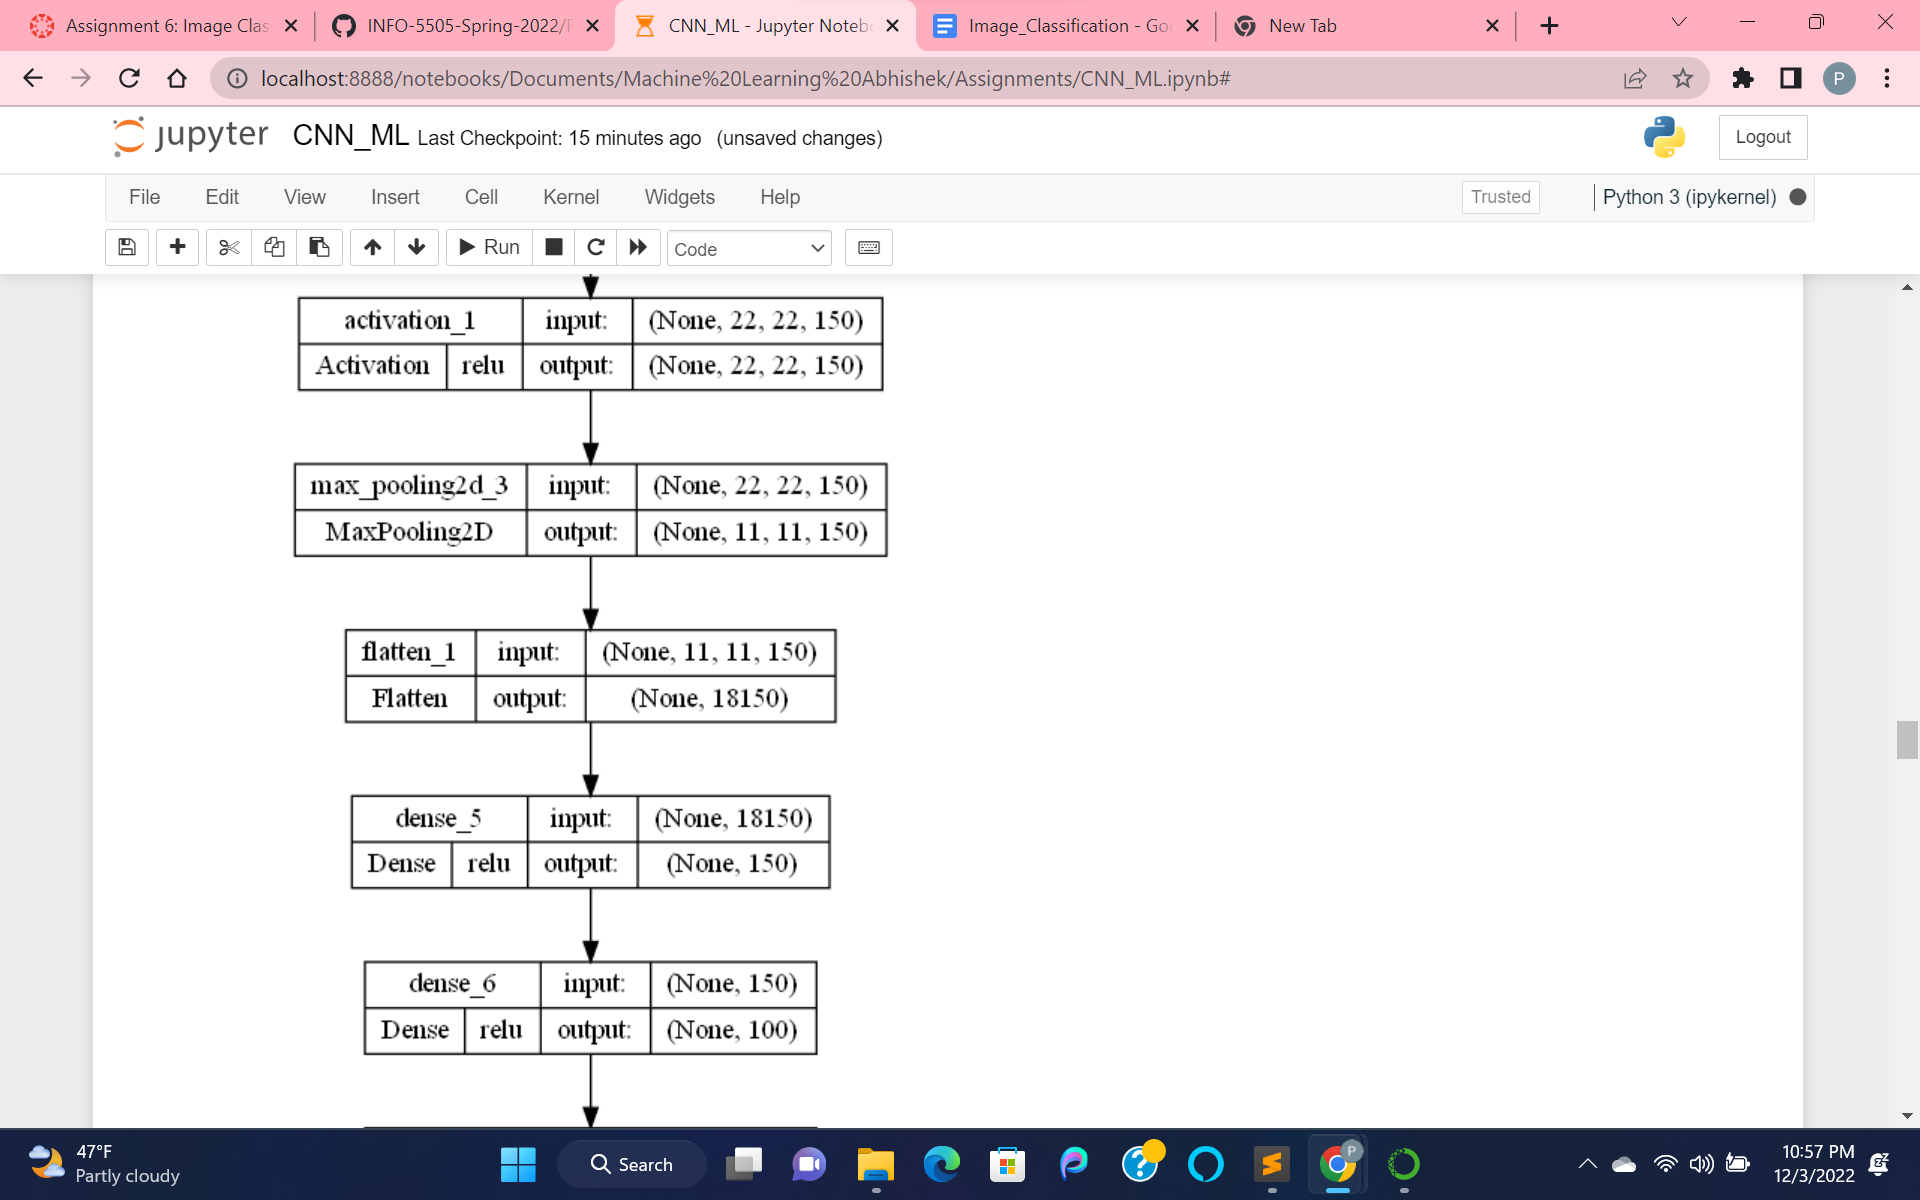 Assignment 6: Image Clas
INFO-5505-Spring-2022/F
CNN_ML - Jupyter Noteb
Image_Classification - Go
New Tab
localhost:8888/notebooks/Documents/Machine%20Learning%20Abhishek/Assignments/CNN_ML.ipynb#
P
jupyter CNN_ML Last Checkpoint: 15 minutes ago (unsaved changes)
Logout
File Edit View Insert Cell Kernel Widgets Help
Trusted
Python 3 (ipykernel)
Run
Code
activation_1 input: (None, 22, 22, 150)
Activation relu output: (None, 22, 22, 150)
max_pooling2d_3 input: (None, 22, 22, 150)
MaxPooling2D output: (None, 11, 11, 150)
flatten_1 input: (None, 11, 11, 150)
Flatten output: (None, 18150)
dense_5 input: (None, 18150)
Dense relu output: (None, 150)
dense_6 input: (None, 150)
Dense relu output: (None, 100)
47°F
Partly cloudy
Search
P
10:57 PM
12/3/2022